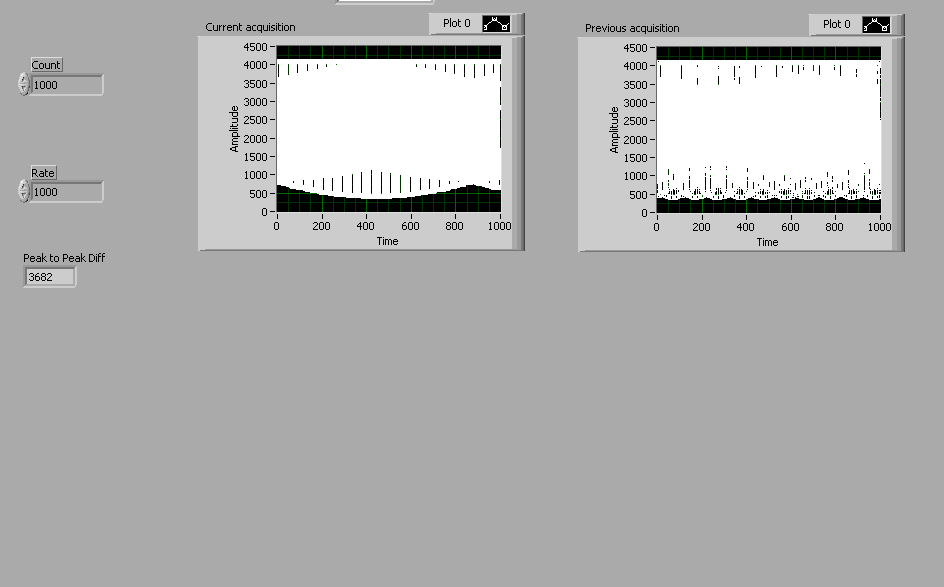 Current acquisition
Plot 0
Previous acquisition
Plot 0
Count
1000
Rate
1000
Peak to Peak Diff
3682
Amplitude
4500
4000
3500
3000
2500
2000
1500
1000
500
0
0 200 400 600 800 1000
Time
Amplitude
4500
4000
3500
3000
2500
2000
1500
1000
500
0
0 200 400 600 800 1000
Time